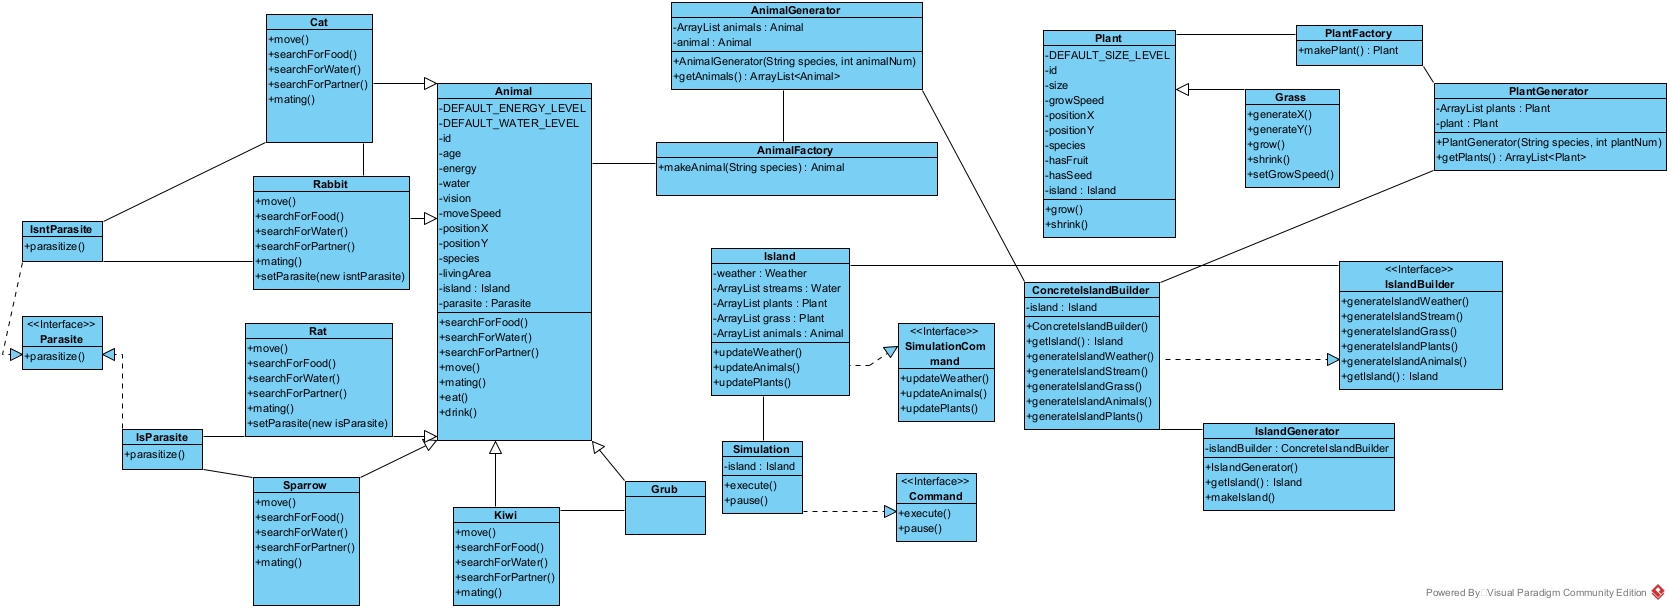 Cat
+move()
+searchForFood()
+searchForWater()
+searchForPartner()
+mating()
Rabbit
+move()
+searchForFood()
+searchForWater()
+searchForPartner()
+mating()
+setParasite(new isntParasite)
IsntParasite
+parasitize()
<<Interface>>
Parasite
+parasitize()
Rat
+move()
+searchForFood()
+searchForWater()
+searchForPartner()
+mating()
+setParasite(new isParasite)
IsParasite
+parasitize()
Sparrow
+move()
+searchForFood()
+searchForWater()
+searchForPartner()
+mating()
Animal
-DEFAULT_ENERGY_LEVEL
-DEFAULT_WATER_LEVEL
-id
-age
-energy
-water
-vision
-moveSpeed
-positionX
-positionY
-species
-livingArea
-island : Island
-parasite : Parasite
+searchForFood()
+searchForWater()
+searchForPartner()
+move()
+mating()
+eat()
+drink()
Kiwi
+move()
+searchForFood()
+searchForWater()
+searchForPartner()
+mating()
Grub
AnimalGenerator
-ArrayList animals : Animal
-animal : Animal
+AnimalGenerator(String species, int animalNum)
+getAnimals() : ArrayList<Animal>
AnimalFactory
+makeAnimal(String species) : Animal
Island
-weather : Weather
-ArrayList streams : Water
-ArrayList plants : Plant
-ArrayList grass : Plant
-ArrayList animals : Animal
+updateWeather()
+updateAnimals()
+updatePlants()
<<Interface>>
SimulationCom
mand
+updateWeather()
+updateAnimals()
+updatePlants()
Simulation
-island : Island
+execute()
+pause()
<<Interface>>
Command
+execute()
+pause()
Plant
-DEFAULT_SIZE_LEVEL
-id
-size
-growSpeed
-positionX
-positionY
-species
-hasFruit
-hasSeed
-island : Island
+grow()
+shrink()
PlantFactory
+makePlant() : Plant
Grass
+generateX()
+generateY()
+grow()
+shrink()
+setGrowSpeed()
PlantGenerator
-ArrayList plants : Plant
-plant : Plant
+PlantGenerator(String species, int plantNum)
+getPlants() : ArrayList<Plant>
ConcreteIslandBuilder
-island : Island
+ConcreteIslandBuilder()
+getIsland() : Island
+generateIslandWeather()
+generateIslandStream()
+generateIslandGrass()
+generateIslandAnimals()
+generateIslandPlants()
<<Interface>>
IslandBuilder
+generateIslandWeather()
+generateIslandStream()
+generateIslandGrass()
+generateIslandPlants()
+generateIslandAnimals()
+getIsland() : Island
IslandGenerator
-islandBuilder : ConcreteIslandBuilder
+IslandGenerator()
+getIsland() : Island
+makeIsland()
Powered By Visual Paradigm Community Edition